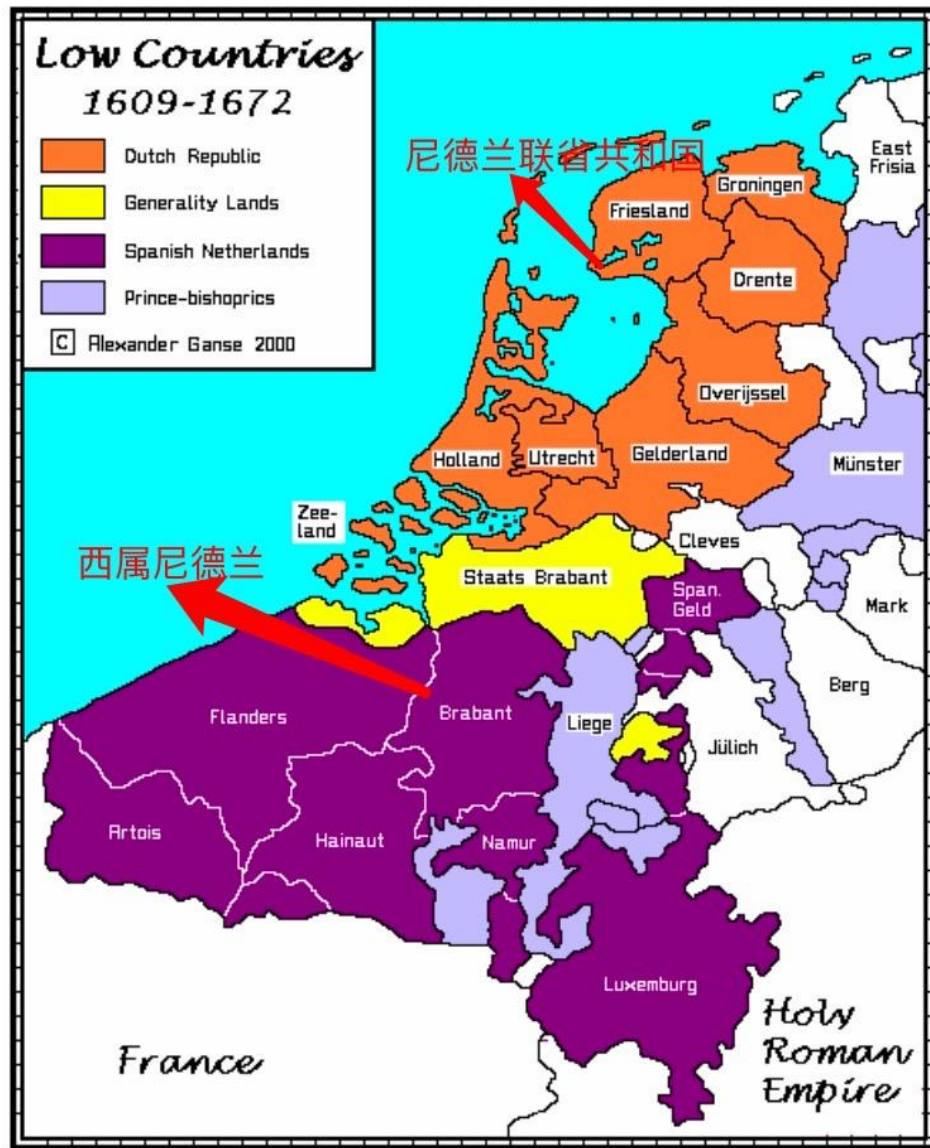 Low Countries
1609-1672
Dutch Republic
Generality Lands
Spanish Netherlands
Prince-bishoprics
C Alexander Ganse 2000
尼德兰联省共和国
East
Frisia
Groningen
Friesland
Drente
Overijssel
Holland
Utrecht
Gelderland
Münster
Zee-
land
Cleves
西属尼德兰
Staats Brabant
Span.
Geld
Mark
Flanders
Brabant
Liege
Berg
Jülich
Artois
Hainaut
Namur
Luxemburg
France
Holy
Roman
Empire